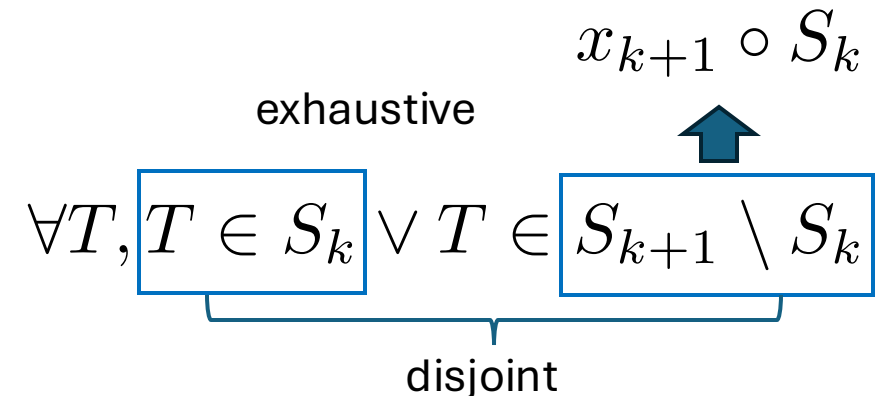 x_{k+1} ∘ S_k
exhaustive
∀T, T ∈ S_k ∨ T ∈ S_{k+1} \ S_k
disjoint